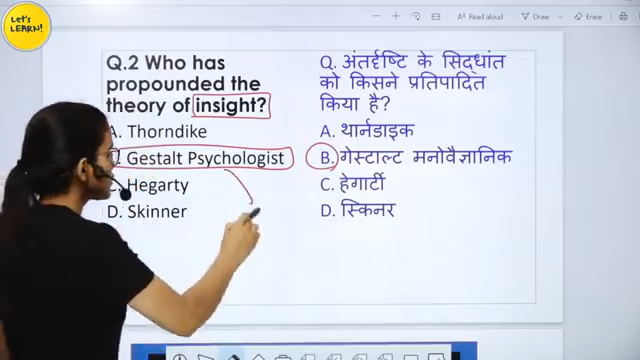 Let's
LEARN!
Read aloud
Draw
Erase
Q.2 Who has
propounded the
theory of insight?
A. Thorndike
Gestalt Psychologist
C. Hegarty
D. Skinner
Q. अंतर्दृष्टि के सिद्धांत
को किसने प्रतिपादित
किया है?
A. थार्नडाइक
B. गेस्टाल्ट मनोवैज्ञानिक
C. हेगार्टी
D. स्किनर